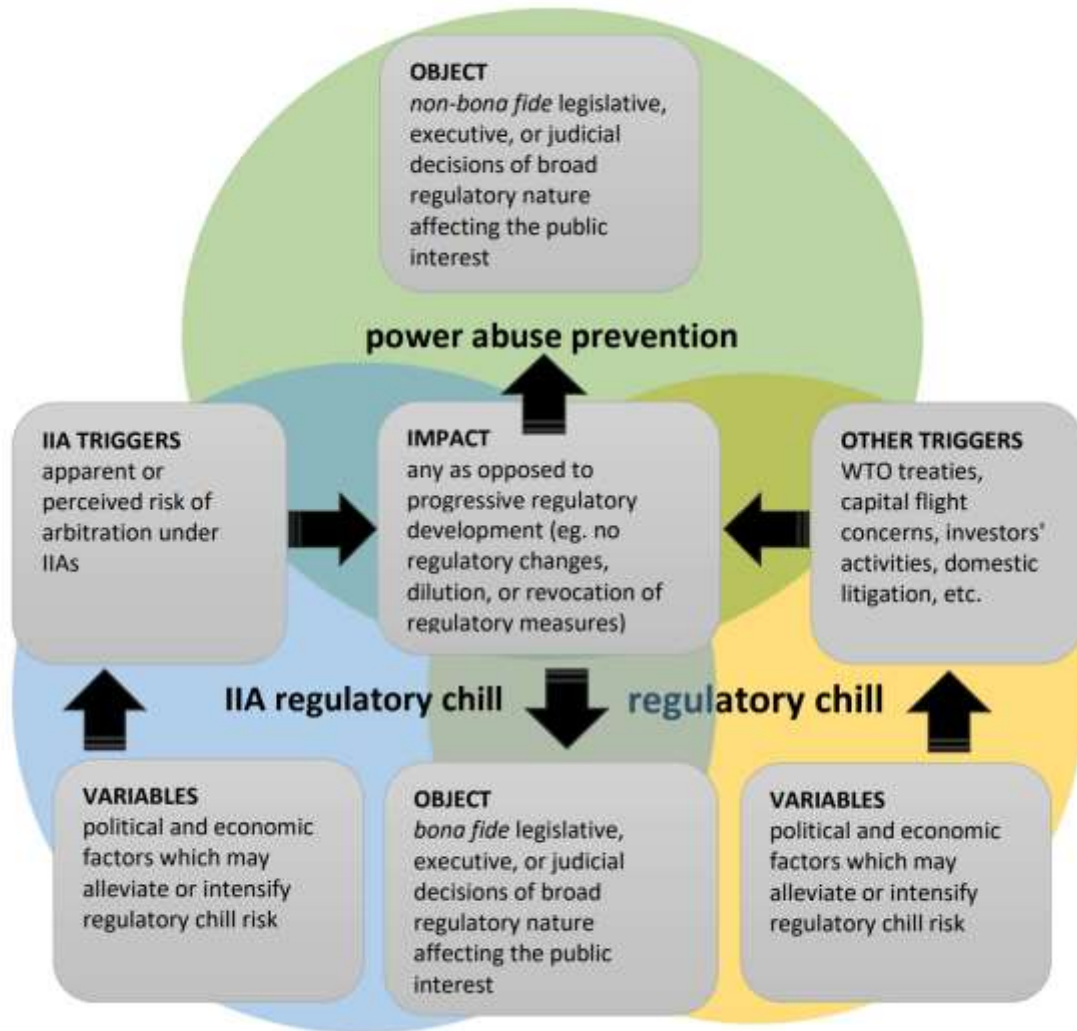 OBJECT
non-bona fide legislative,
executive, or judicial
decisions of broad
regulatory nature
affecting the public
interest
power abuse prevention
IIA TRIGGERS
apparent or
perceived risk of
arbitration under
IIAs
IMPACT
any as opposed to
progressive regulatory
development (eg. no
regulatory changes,
dilution, or revocation of
regulatory measures)
OTHER TRIGGERS
WTO treaties,
capital flight
concerns, investors'
activities, domestic
litigation, etc.
IIA regulatory chill
regulatory chill
VARIABLES
political and economic
factors which may
alleviate or intensify
regulatory chill risk
OBJECT
bona fide legislative,
executive, or judicial
decisions of broad
regulatory nature
affecting the public
interest
VARIABLES
political and economic
factors which may
alleviate or intensify
regulatory chill risk